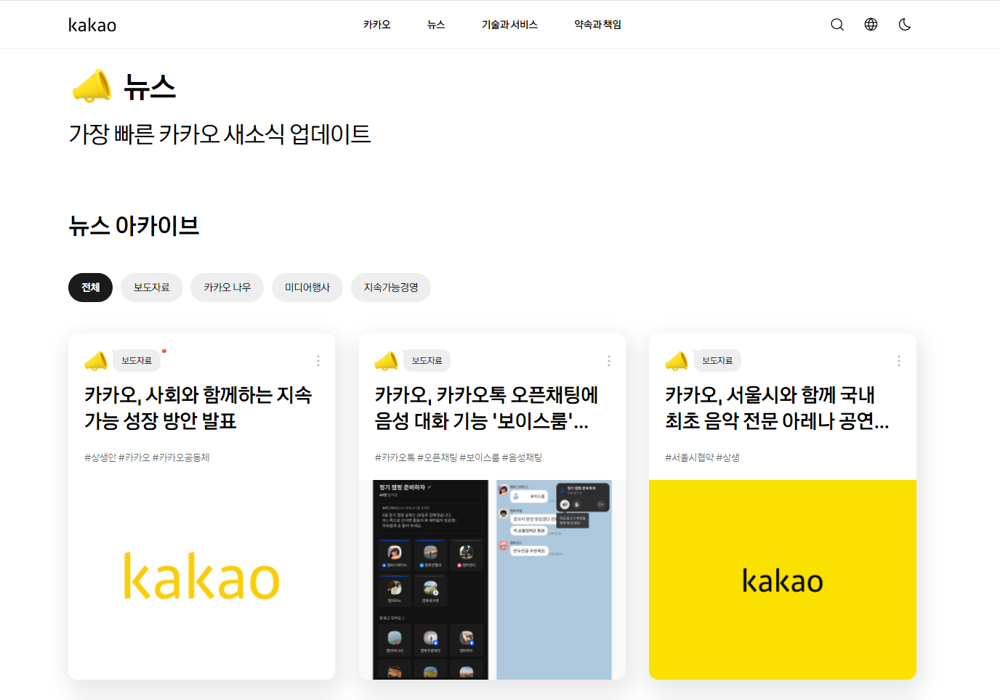 kakao
카카오
뉴스
기술과 서비스
약속과 책임
뉴스
가장 빠른 카카오 새소식 업데이트
뉴스 아카이브
전체
보도자료
카카오 나우
미디어행사
지속가능경영
보도자료
카카오, 사회와 함께하는 지속
가능 성장 방안 발표
#상생안 #카카오 #카카오공동체
kakao
보도자료
카카오, 카카오톡 오픈채팅에
음성 대화 기능 '보이스룸'...
#카카오톡 #오픈채팅 #보이스룸 #음성채팅
정기 캠핑 준비하자
보이스룸
보도자료
카카오, 서울시와 함께 국내
최초 음악 전문 아레나 공연...
#서울시협약 #상생
kakao